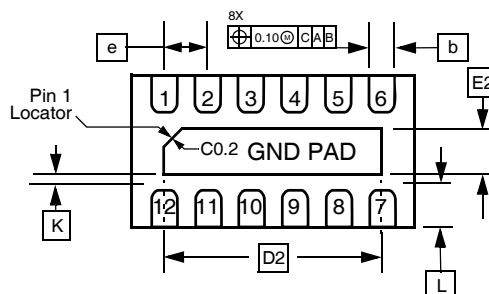 8X
e
⌖ 0.10 Ⓜ C A B
b
1 2 3 4 5 6
E2
Pin 1
Locator
C0.2
GND PAD
K
12 11 10 9 8 7
D2
L